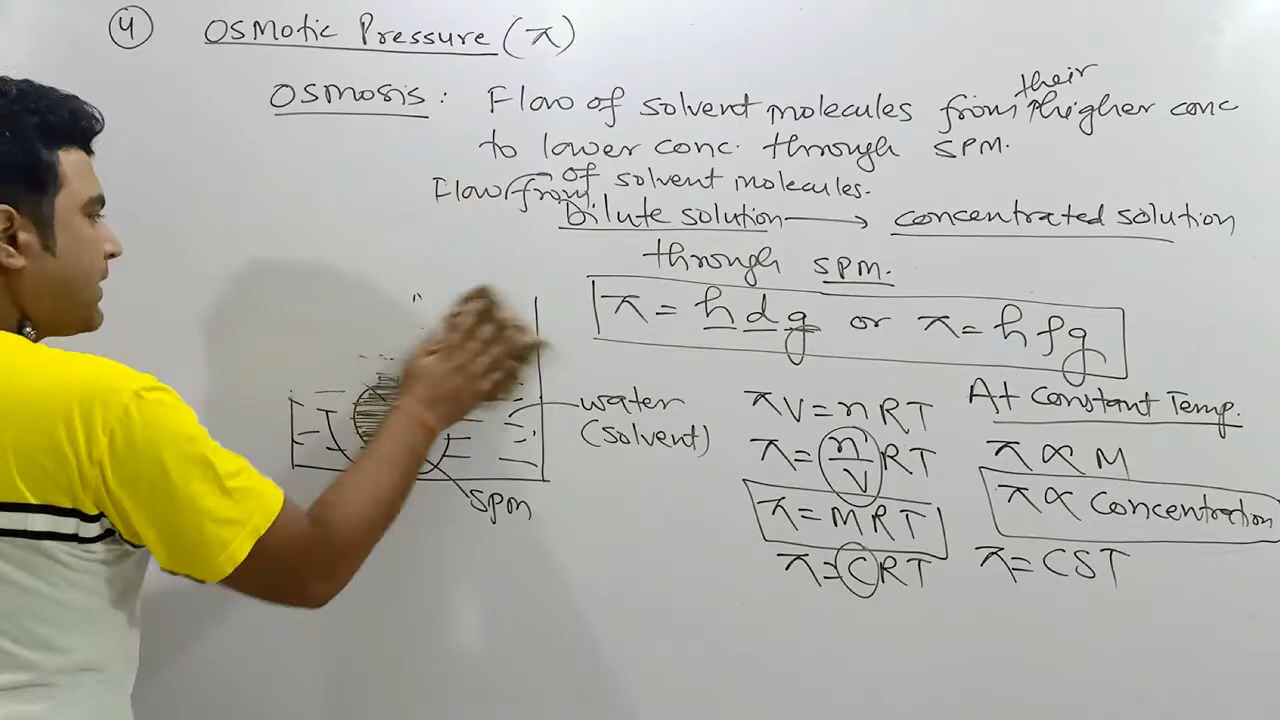 4 Osmotic Pressure (π)
Osmosis : Flow of solvent molecules from their higher conc
to lower conc. through SPM.
Flow from of solvent molecules.
Dilute solution → concentrated solution
through SPM.
π = h d g or π = h ρ g
water
(solvent)
SPM
πV = nRT
π = n/V RT
π = MRT
π = CRT
At Constant Temp.
π ∝ M
π ∝ Concentration
π = CST